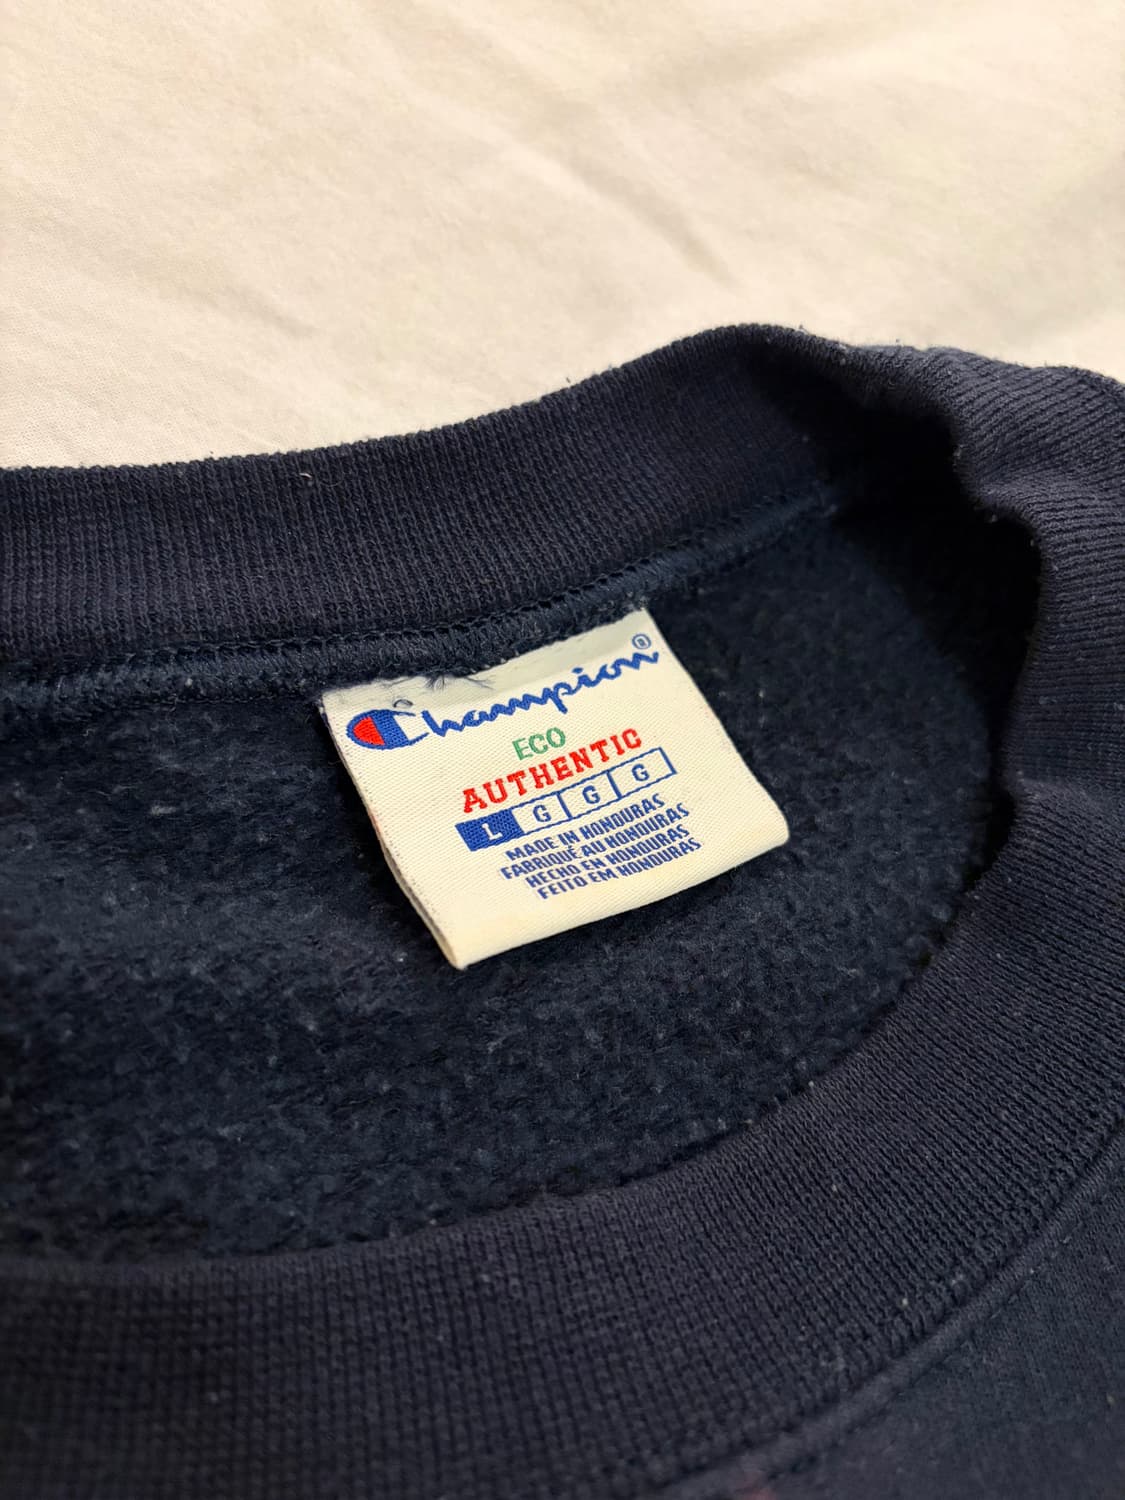 Champion®
ECO
AUTHENTIC
L G G G
MADE IN HONDURAS
FABRIQUÉ AU HONDURAS
HECHO EN HONDURAS
FEITO EM HONDURAS